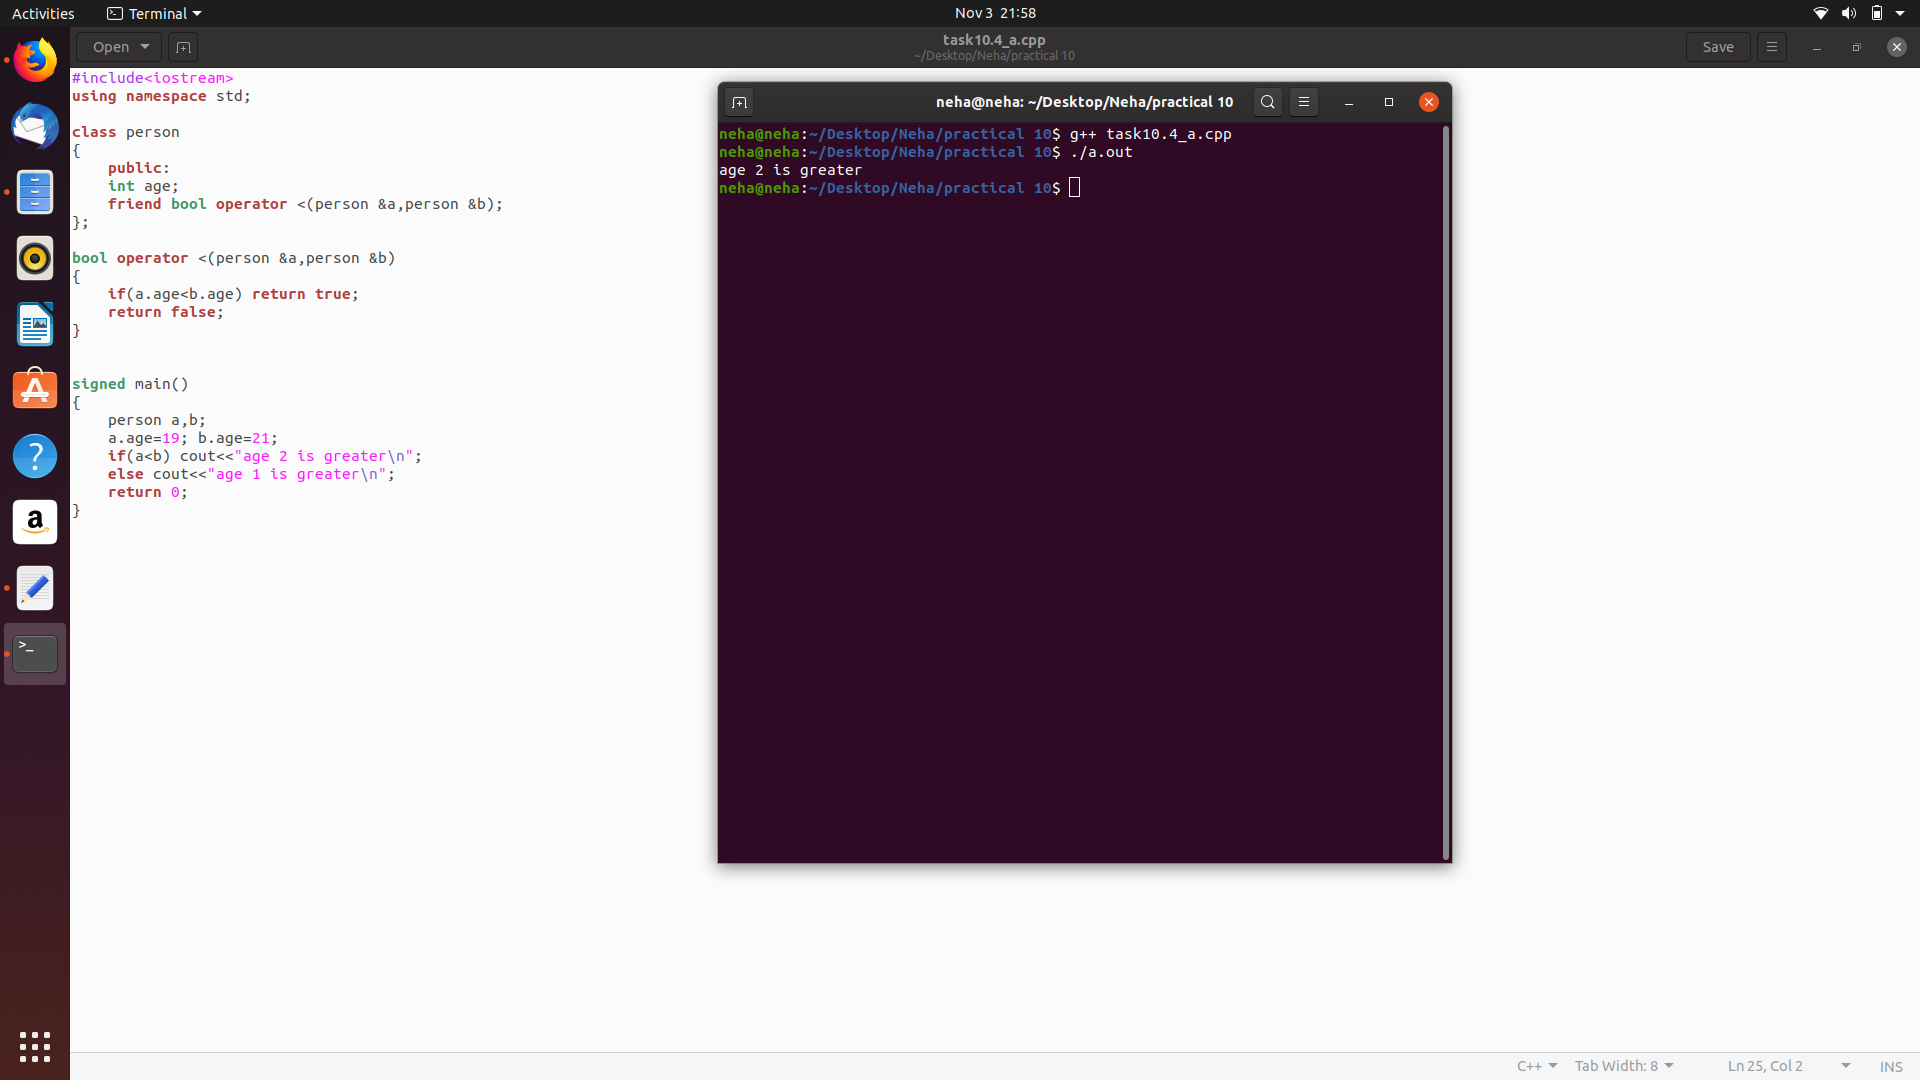 Activities
Terminal
Nov 3 21:58
Open
task10.4_a.cpp
~/Desktop/Neha/practical 10
Save
#include<iostream>
using namespace std;
class person
{
public:
int age;
friend bool operator <(person &a,person &b);
};
bool operator <(person &a,person &b)
{
if(a.age<b.age) return true;
return false;
}
signed main()
{
person a,b;
a.age=19; b.age=21;
if(a<b) cout<<"age 2 is greater\n";
else cout<<"age 1 is greater\n";
return 0;
}
neha@neha: ~/Desktop/Neha/practical 10
neha@neha:~/Desktop/Neha/practical 10$ g++ task10.4_a.cpp
neha@neha:~/Desktop/Neha/practical 10$ ./a.out
age 2 is greater
neha@neha:~/Desktop/Neha/practical 10$
C++
Tab Width: 8
Ln 25, Col 2
INS